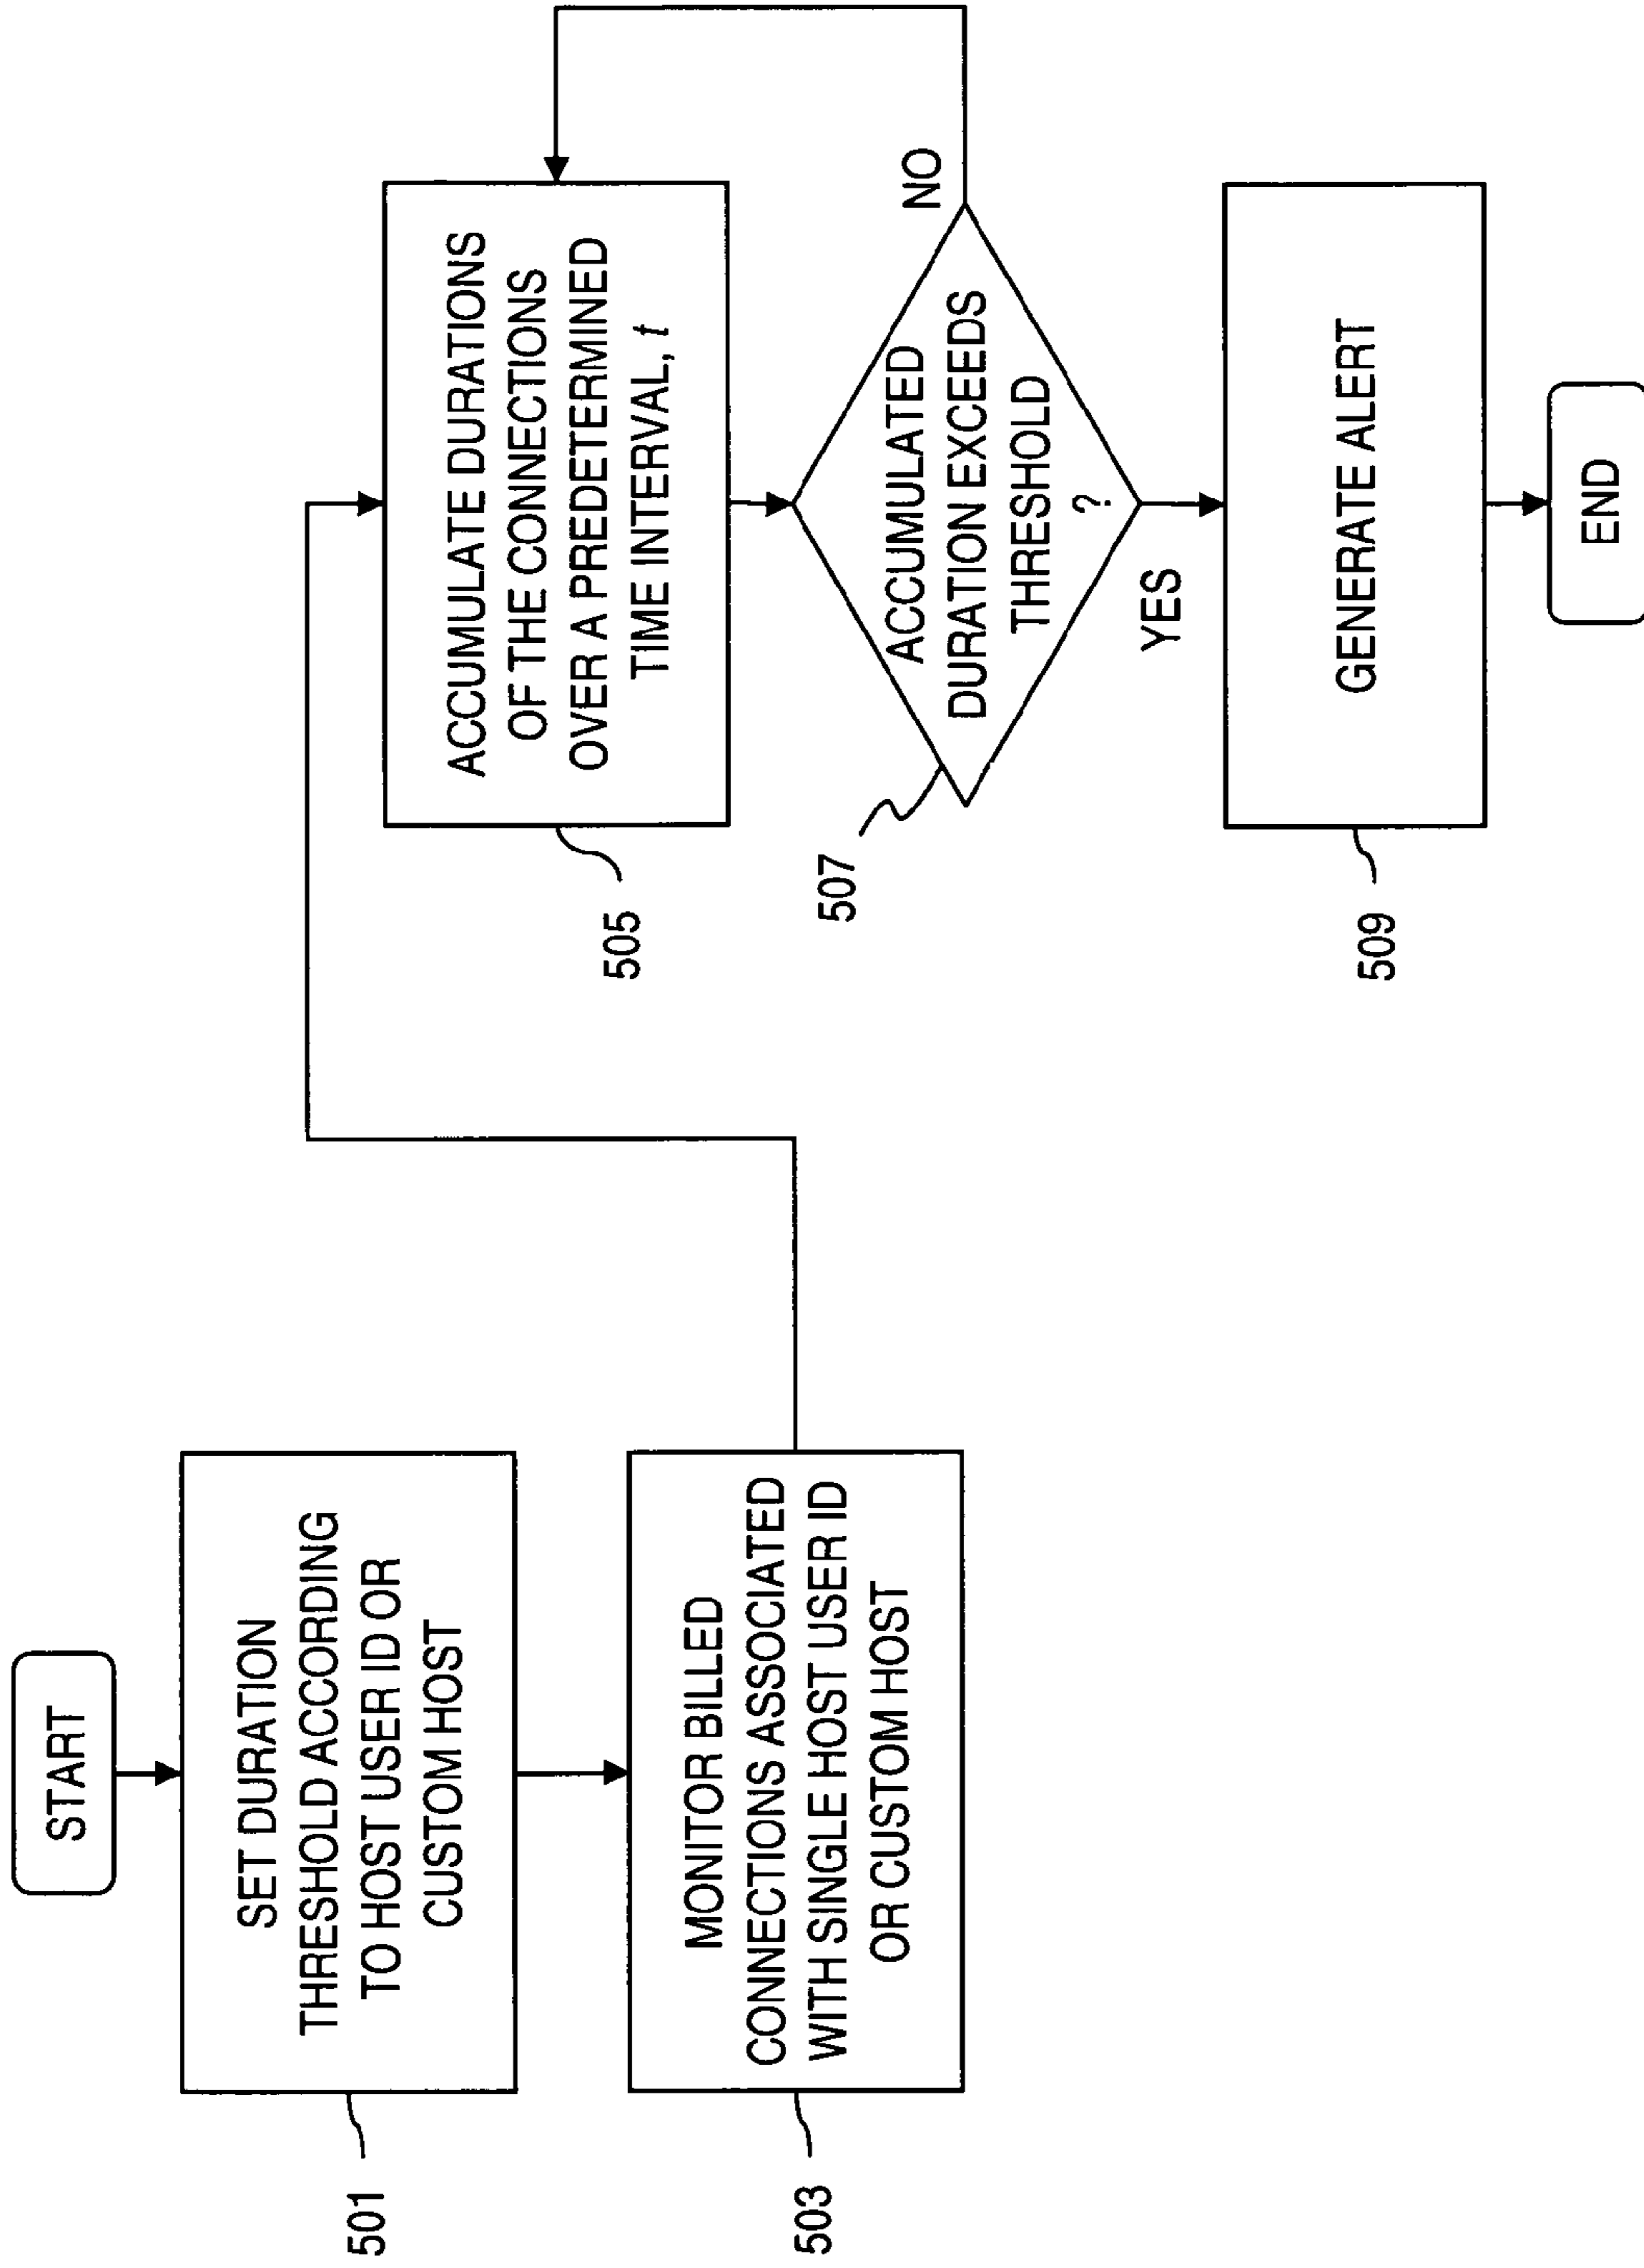 START
SET DURATION
THRESHOLD ACCORDING
TO HOST USER ID OR
CUSTOM HOST
501
MONITOR BILLED
CONNECTIONS ASSOCIATED
WITH SINGLE HOST USER ID
OR CUSTOM HOST
503
ACCUMULATE DURATIONS
OF THE CONNECTIONS
OVER A PREDETERMINED
TIME INTERVAL, t
505
ACCUMULATED
DURATION EXCEEDS
THRESHOLD
?
507
NO
YES
GENERATE ALERT
509
END